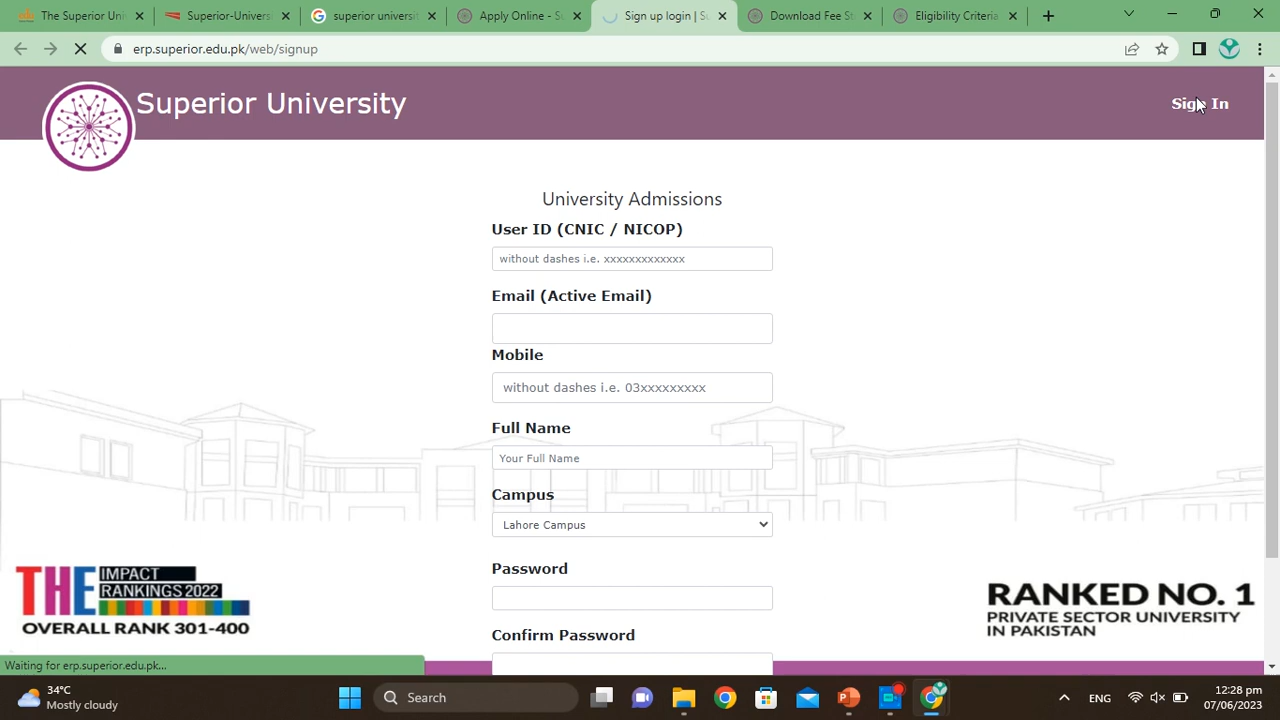 The Superior Uni
Superior-Univers
superior universit
Apply Online - Su
Sign up login | Su
Download Fee St
Eligibility Criteria
erp.superior.edu.pk/web/signup
Superior University
Sign In
University Admissions
User ID (CNIC / NICOP)
without dashes i.e. xxxxxxxxxxxxx
Email (Active Email)
Mobile
without dashes i.e. 03xxxxxxxxx
Full Name
Your Full Name
Campus
Lahore Campus
Password
Confirm Password
THE IMPACT
RANKINGS 2022
OVERALL RANK 301-400
RANKED NO. 1
PRIVATE SECTOR UNIVERSITY
IN PAKISTAN
Waiting for erp.superior.edu.pk...
34°C
Mostly cloudy
Search
ENG
12:28 pm
07/06/2023